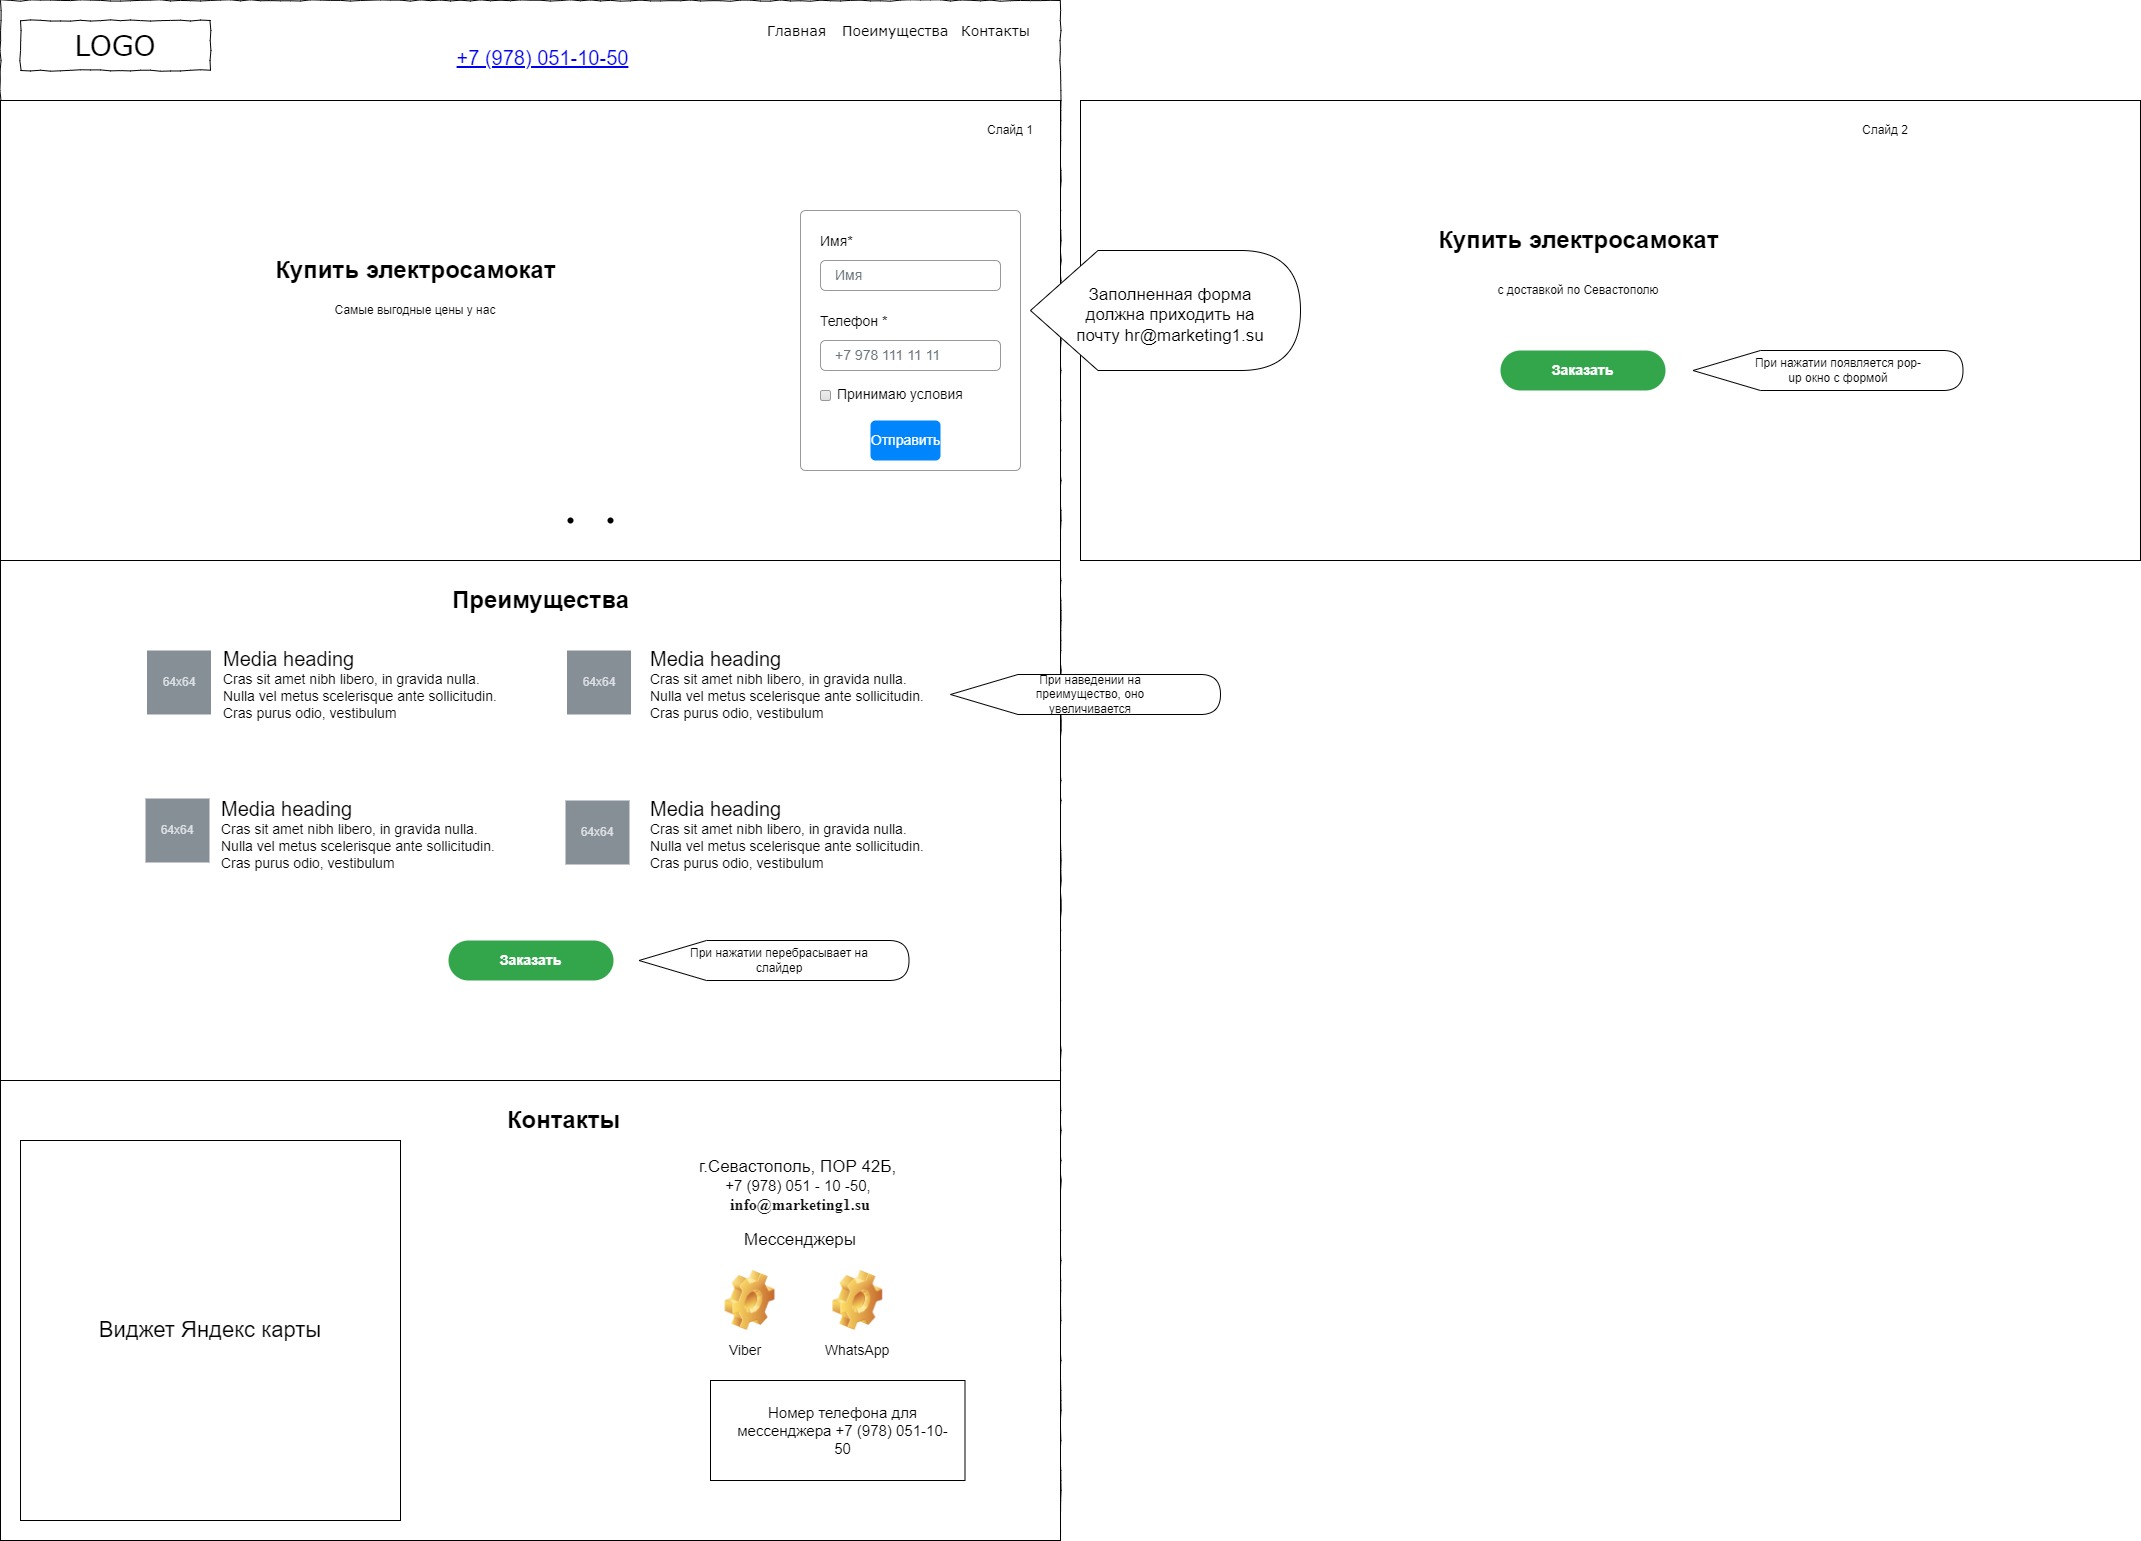 LOGO
+7 (978) 051-10-50
Главная Поеимущества Контакты
Слайд 1
Купить электросамокат
Самые выгодные цены у нас
Имя*
Имя
Телефон *
+7 978 111 11 11
Принимаю условия
Отправить
Заполненная форма
должна приходить на
почту hr@marketing1.su
Слайд 2
Купить электросамокат
с доставкой по Севастополю
Заказать
При нажатии появляется pop-
up окно с формой
Преимущества
64x64
Media heading
Cras sit amet nibh libero, in gravida nulla.
Nulla vel metus scelerisque ante sollicitudin.
Cras purus odio, vestibulum
64x64
Media heading
Cras sit amet nibh libero, in gravida nulla.
Nulla vel metus scelerisque ante sollicitudin.
Cras purus odio, vestibulum
При наведении на
преимущество, оно
увеличивается
64x64
Media heading
Cras sit amet nibh libero, in gravida nulla.
Nulla vel metus scelerisque ante sollicitudin.
Cras purus odio, vestibulum
64x64
Media heading
Cras sit amet nibh libero, in gravida nulla.
Nulla vel metus scelerisque ante sollicitudin.
Cras purus odio, vestibulum
Заказать
При нажатии перебрасывает на
слайдер
Контакты
Виджет Яндекс карты
г.Севастополь, ПОР 42Б,
+7 (978) 051 - 10 -50,
info@marketing1.su
Мессенджеры
Viber
WhatsApp
Номер телефона для
мессенджера +7 (978) 051-10-
50